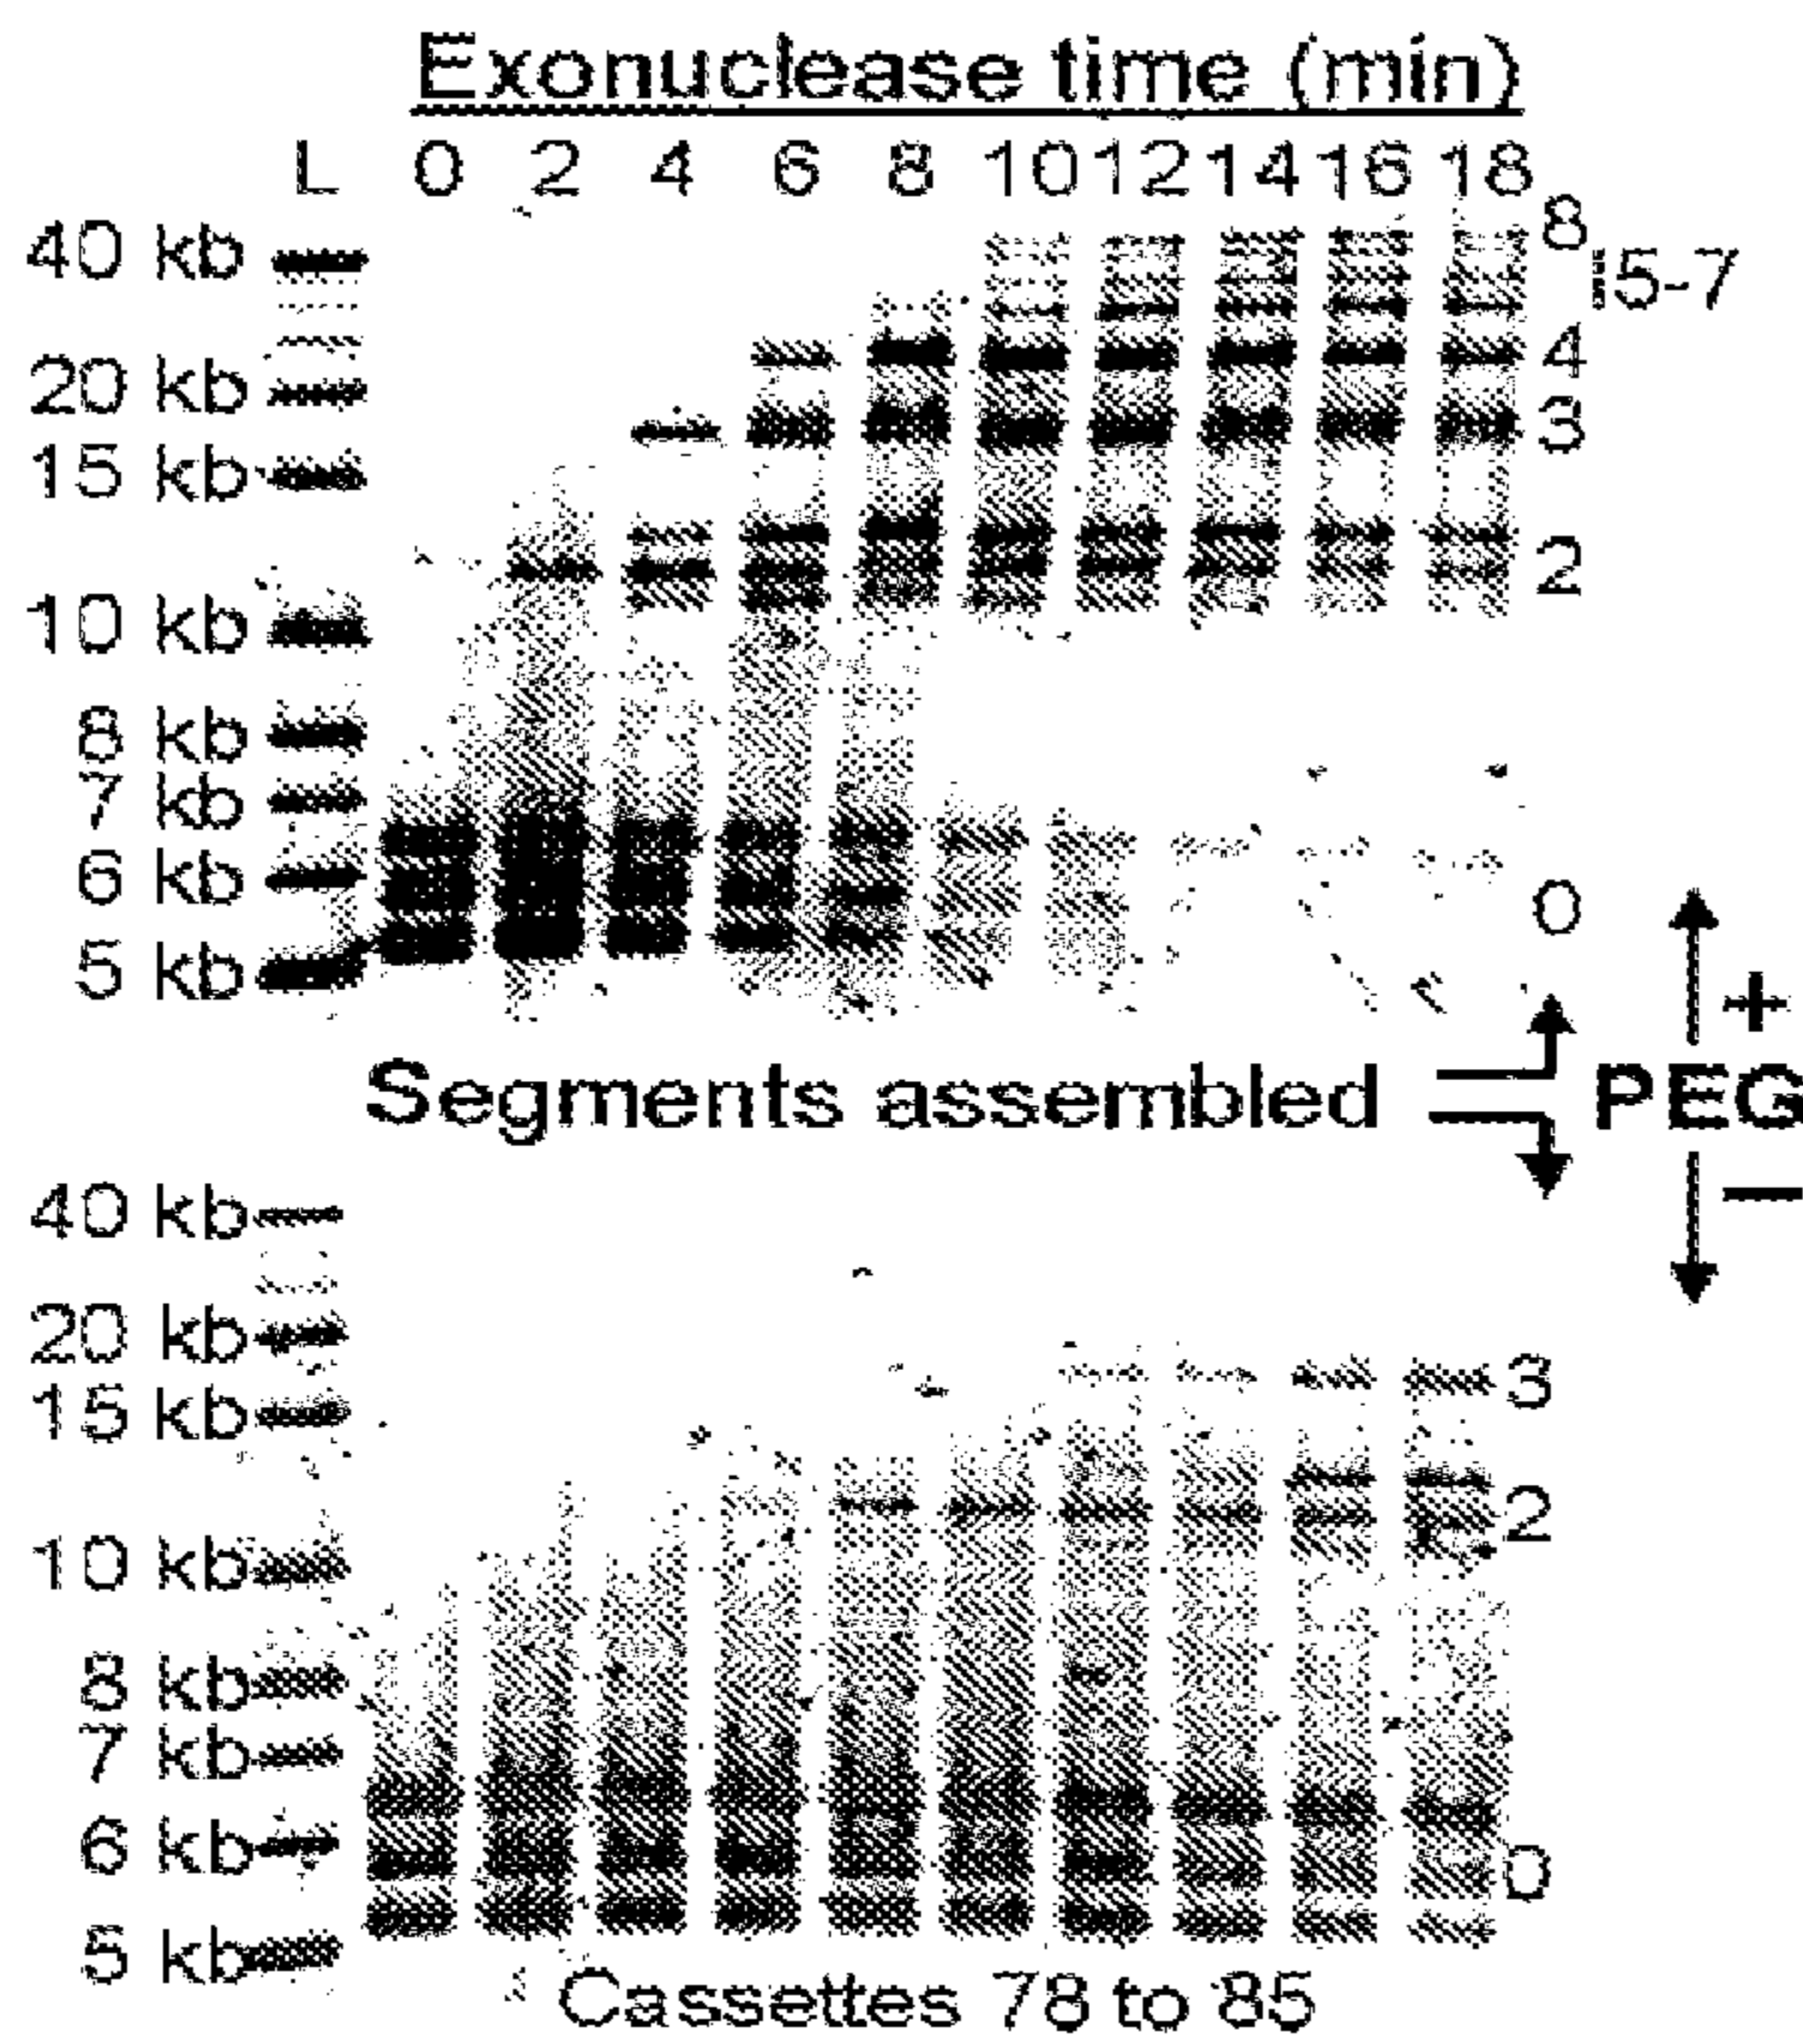 Exonuclease time (min)
L 0 2 4 6 8 10 12 14 16 18
40 kb
8
5-7
20 kb
4
15 kb
3
10 kb
2
8 kb
7 kb
6 kb
0
5 kb
+
Segments assembled
PEG
−
40 kb
20 kb
3
15 kb
2
10 kb
8 kb
7 kb
6 kb
0
5 kb
Cassettes 78 to 85